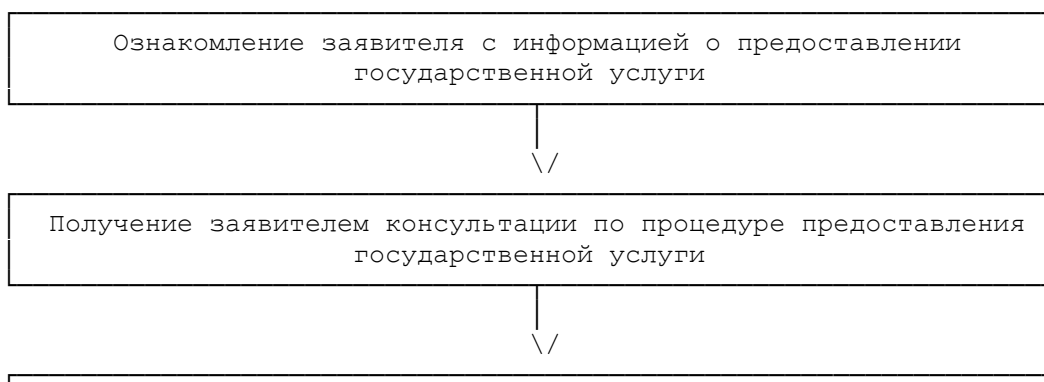 Ознакомление заявителя с информацией о предоставлении
государственной услуги
\/
Получение заявителем консультации по процедуре предоставления
государственной услуги
\/